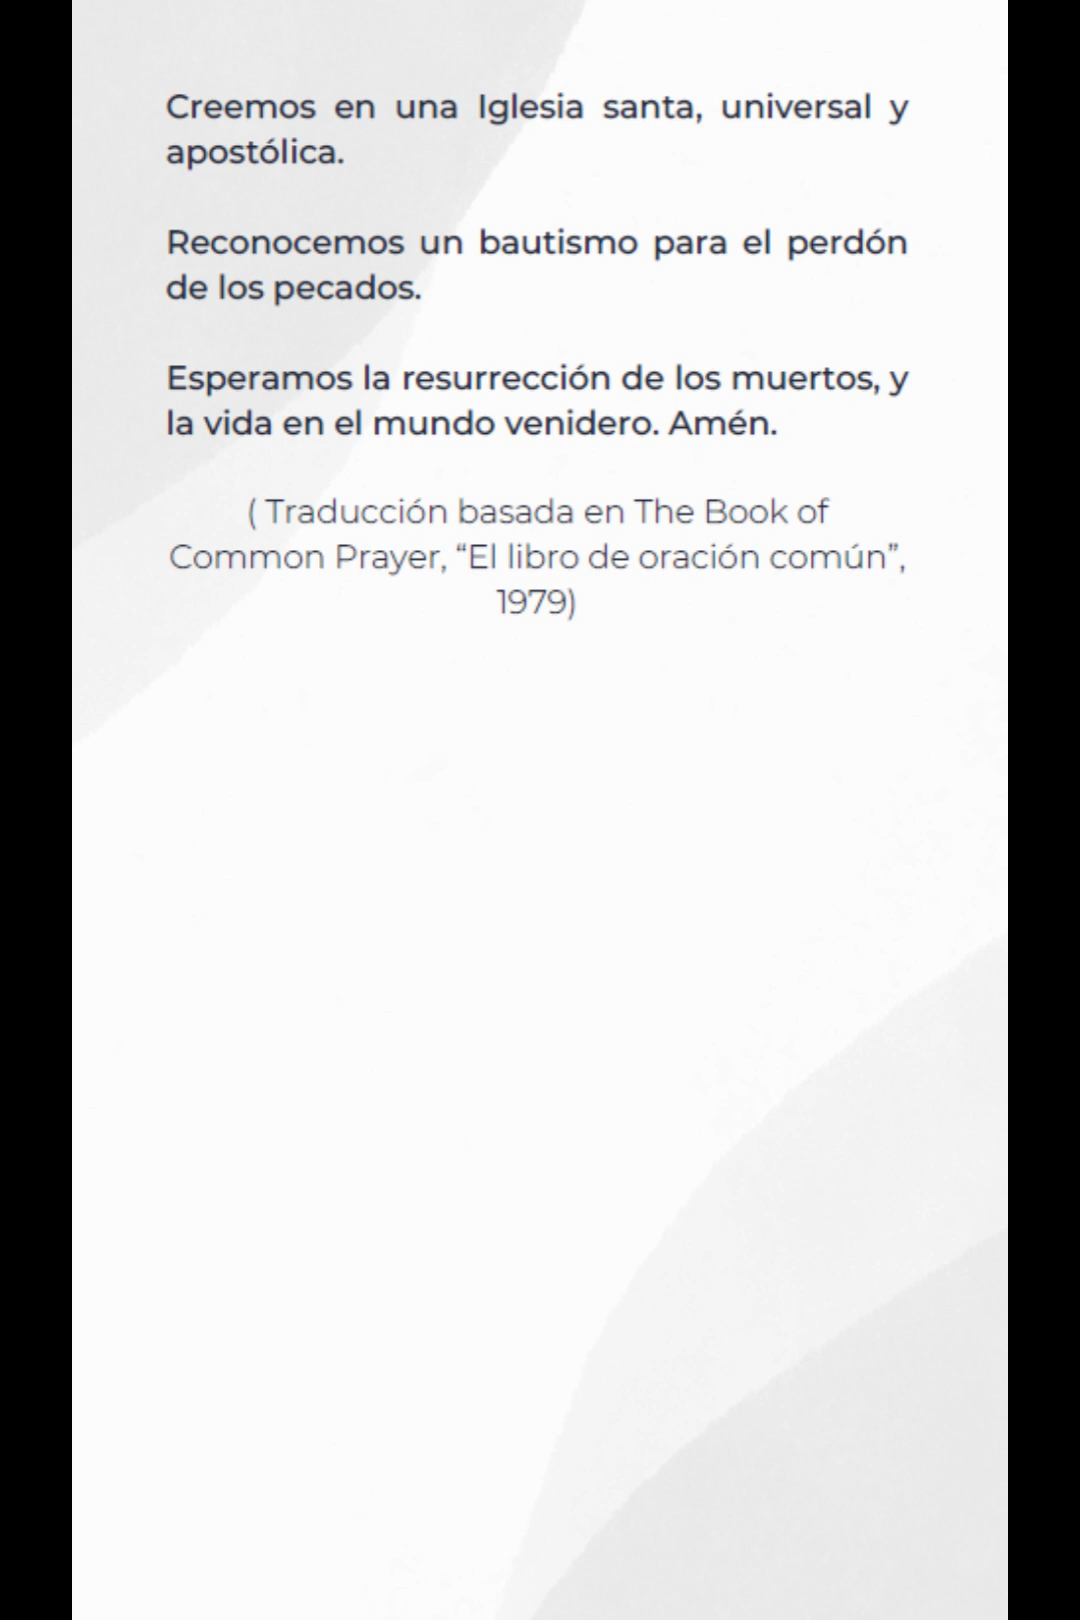 Creemos en una Iglesia santa, universal y
apostólica.
Reconocemos un bautismo para el perdón
de los pecados.
Esperamos la resurrección de los muertos, y
la vida en el mundo venidero. Amén.
( Traducción basada en The Book of
Common Prayer, “El libro de oración común”,
1979)